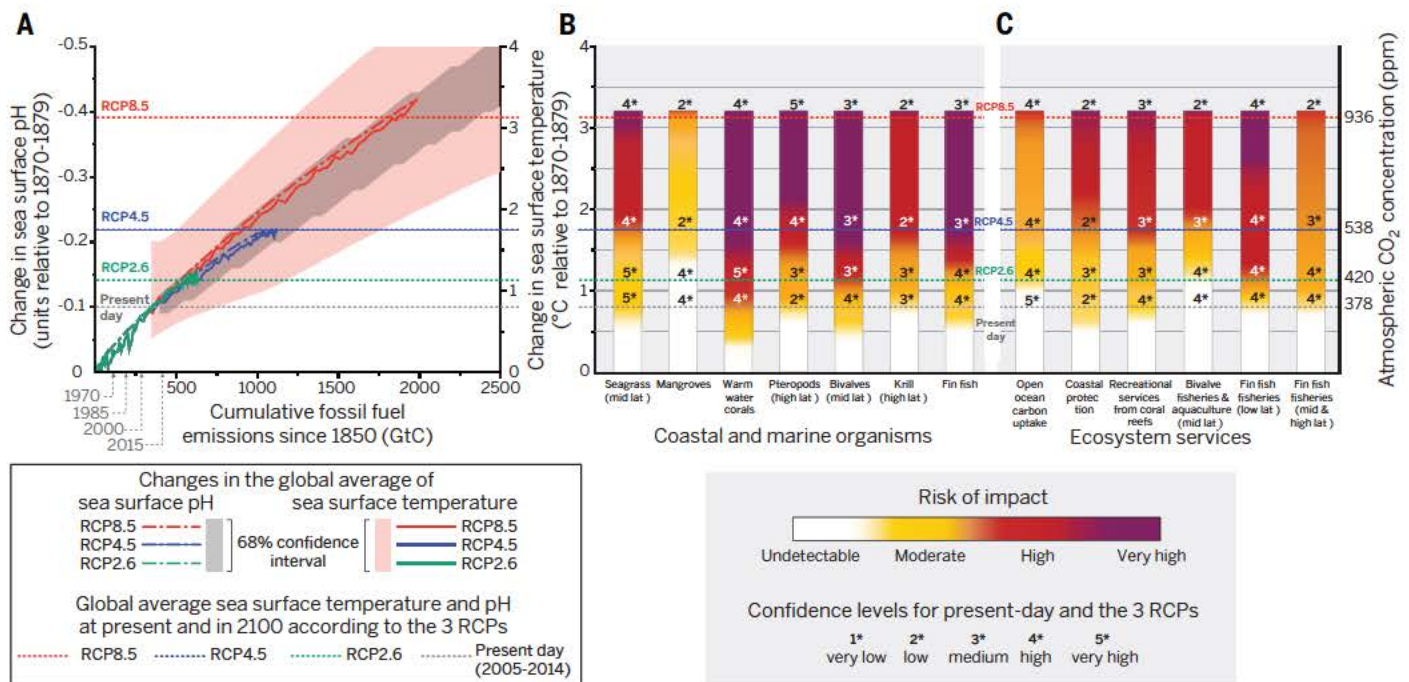 A
B
C
Change in sea surface pH
(units relative to 1870-1879)
-0.5
-0.4
-0.3
-0.2
-0.1
0
RCP8.5
RCP4.5
RCP2.6
Present
day
1970
1985
2000
2015
500
1000
1500
2000
2500
Cumulative fossil fuel
emissions since 1850 (GtC)
4
3
2
1
0
Change in sea surface temperature
(°C relative to 1870-1879)
4
3
2
1
0
4* 2* 4* 5* 3* 2* 3* RCP8.5 4* 2* 3* 2* 4* 2*
4* 2* 4* 4* 3* 2* 3* RCP4.5 4* 2* 3* 3* 4* 3*
5* 4* 5* 3* 3* 3* 4* RCP2.6 4* 3* 3* 4* 4* 4*
5* 4* 4* 2* 4* 3* 4* 5* 2* 4* 4* 4* 4*
Present
day
936
538
420
378
Atmospheric CO2 concentration (ppm)
Seagrass
(mid lat )
Mangroves
Warm
water
corals
Pteropods
(high lat )
Bivalves
(mid lat )
Krill
(high lat )
Fin fish
Open
ocean
carbon
uptake
Coastal
protec
tion
Recreational
services
from coral
reefs
Bivalve
fisheries &
aquaculture
(mid lat )
Fin fish
fisheries
(low lat )
Fin fish
fisheries
(mid &
high lat )
Coastal and marine organisms
Ecosystem services
Changes in the global average of
sea surface pH sea surface temperature
RCP8.5 RCP8.5
RCP4.5 68% confidence RCP4.5
RCP2.6 interval RCP2.6
Global average sea surface temperature and pH
at present and in 2100 according to the 3 RCPs
RCP8.5 RCP4.5 RCP2.6 Present day
(2005-2014)
Risk of impact
Undetectable Moderate High Very high
Confidence levels for present-day and the 3 RCPs
1* 2* 3* 4* 5*
very low low medium high very high